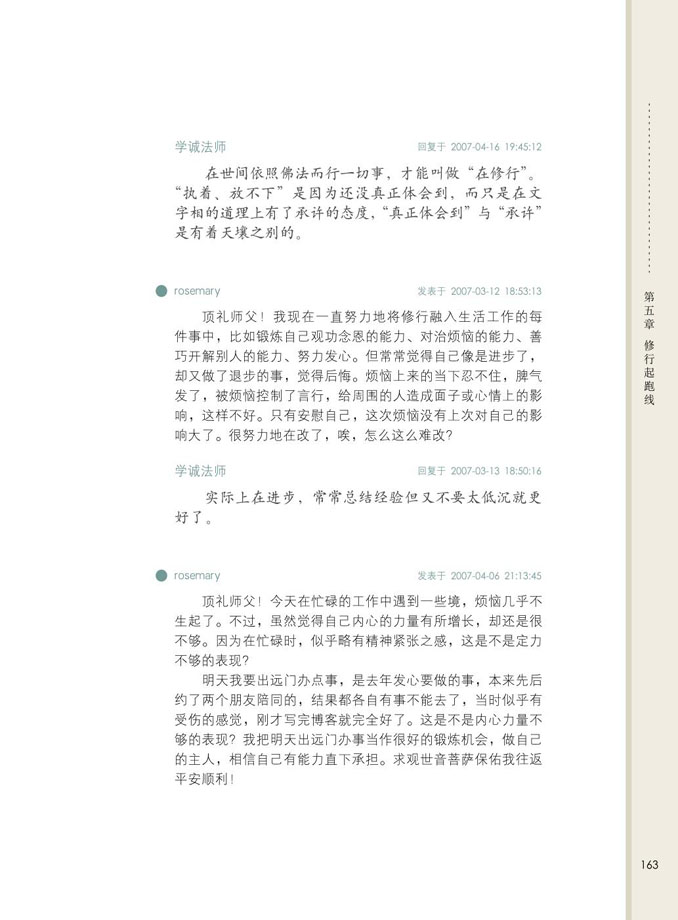 学诚法师 回复于 2007-04-16 19:45:12
在世间依照佛法而行一切事，才能叫做“在修行”。
“执着、放不下”是因为还没真正体会到，而只是在文
字相的道理上有了承许的态度，“真正体会到”与“承许”
是有着天壤之别的。
rosemary 发表于 2007-03-12 18:53:13
顶礼师父！我现在一直努力地将修行融入生活工作的每
件事中，比如锻炼自己观功念恩的能力、对治烦恼的能力、善
巧开解别人的能力、努力发心。但常常觉得自己像是进步了，
却又做了退步的事，觉得后悔。烦恼上来的当下忍不住，脾气
发了，被烦恼控制了言行，给周围的人造成面子或心情上的影
响，这样不好。只有安慰自己，这次烦恼没有上次对自己的影
响大了。很努力地在改了，唉，怎么这么难改？
学诚法师 回复于 2007-03-13 18:50:16
实际上在进步，常常总结经验但又不要太低沉就更
好了。
rosemary 发表于 2007-04-06 21:13:45
顶礼师父！今天在忙碌的工作中遇到一些境，烦恼几乎不
生起了。不过，虽然觉得自己内心的力量有所增长，却还是很
不够。因为在忙碌时，似乎略有精神紧张之感，这是不是定力
不够的表现？
明天我要出远门办点事，是去年发心要做的事，本来先后
约了两个朋友陪同的，结果都各自有事不能去了，当时似乎有
受伤的感觉，刚才写完博客就完全好了。这是不是内心力量不
够的表现？我把明天出远门办事当作很好的锻炼机会，做自己
的主人，相信自己有能力直下承担。求观世音菩萨保佑我往返
平安顺利！
第五章 修行起跑线
163